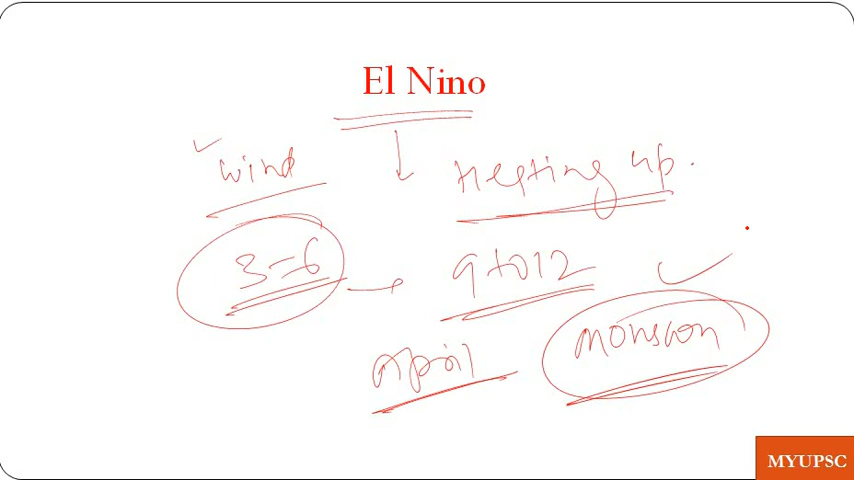 El Nino
wind
Heating up.
3=6
9 to 12
April
monsoon
MYUPSC